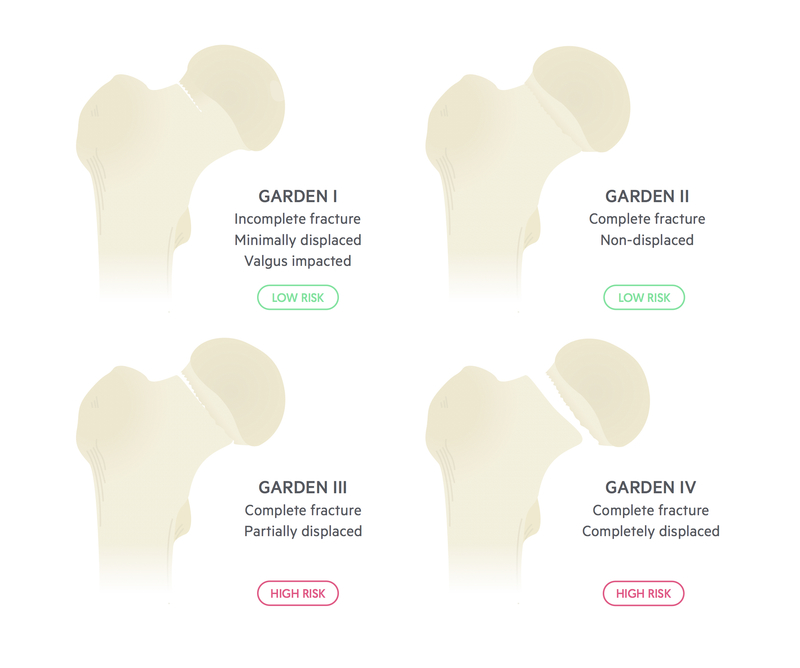 GARDEN I
Incomplete fracture
Minimally displaced
Valgus impacted
LOW RISK
GARDEN II
Complete fracture
Non-displaced
LOW RISK
GARDEN III
Complete fracture
Partially displaced
HIGH RISK
GARDEN IV
Complete fracture
Completely displaced
HIGH RISK